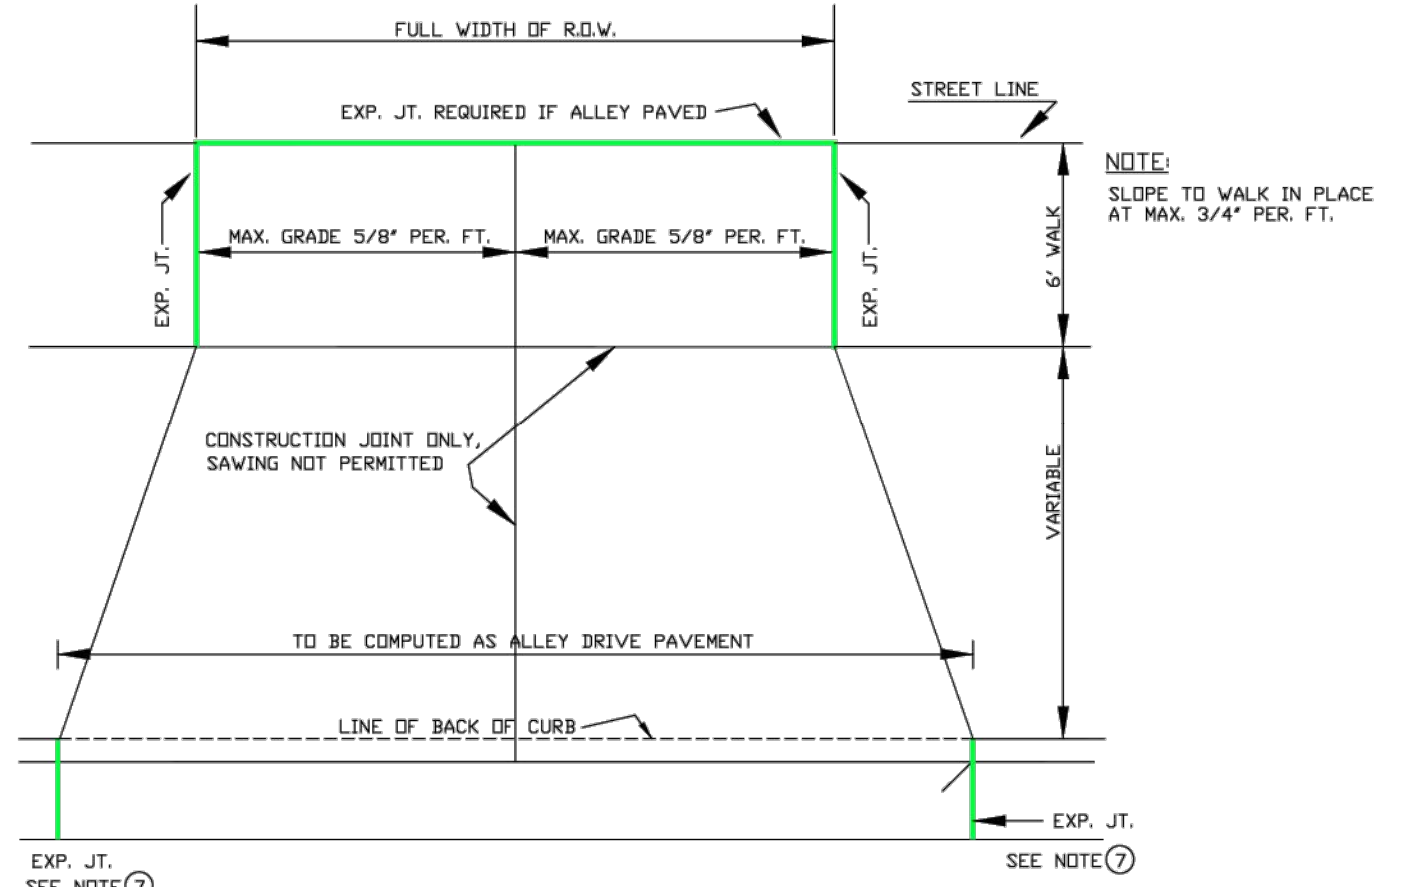 FULL WIDTH OF R.O.W.
STREET LINE
EXP. JT. REQUIRED IF ALLEY PAVED
NOTE:
SLOPE TO WALK IN PLACE
AT MAX. 3/4" PER. FT.
MAX. GRADE 5/8" PER. FT.
MAX. GRADE 5/8" PER. FT.
EXP. JT.
EXP. JT.
6' WALK
CONSTRUCTION JOINT ONLY,
SAWING NOT PERMITTED
VARIABLE
TO BE COMPUTED AS ALLEY DRIVE PAVEMENT
LINE OF BACK OF CURB
EXP. JT.
SEE NOTE 7
EXP. JT.
SEE NOTE 7